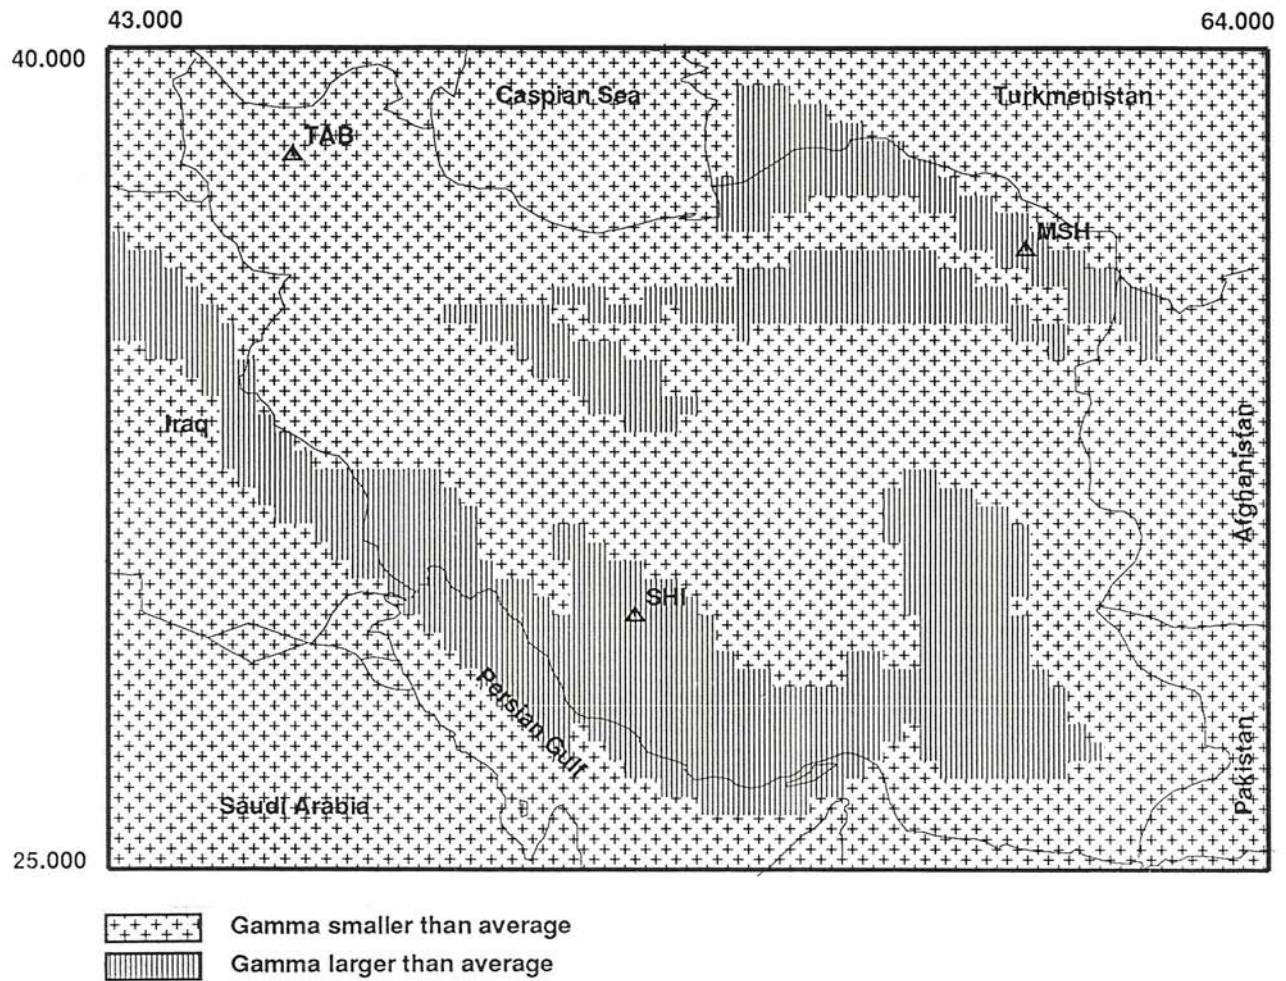 43.000 64.000
40.000
Caspian Sea Turkmenistan
TAB
MSH
Iraq
Afghanistan
SHI
Persian Gulf
Pakistan
Saudi Arabia
25.000
Gamma smaller than average
Gamma larger than average